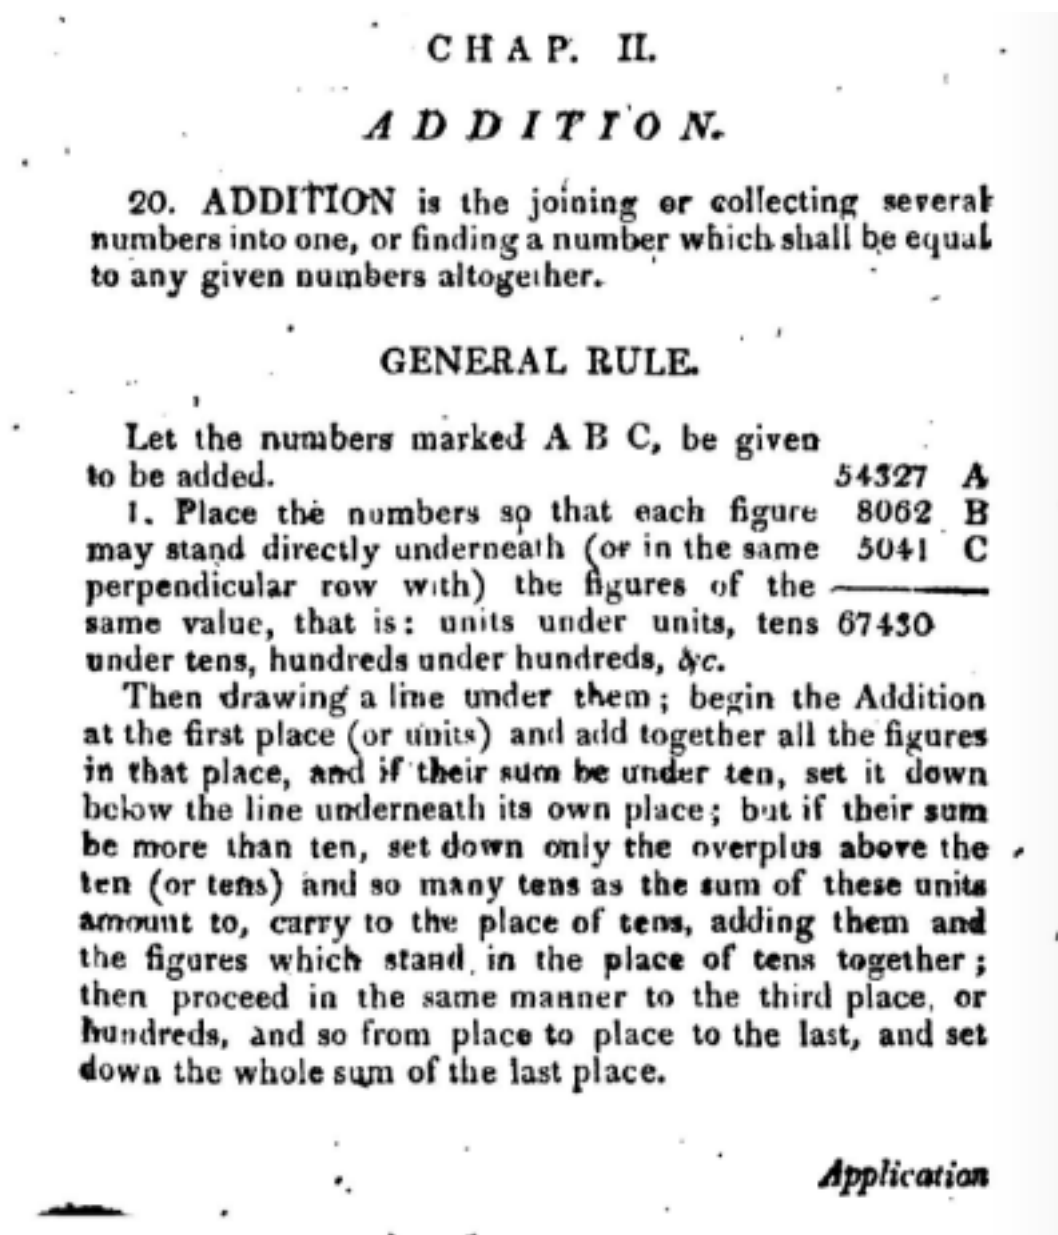 CHAP. II.
ADDITION.
20. ADDITION is the joining or collecting several
numbers into one, or finding a number which shall be equal
to any given numbers altogether.
GENERAL RULE.
Let the numbers marked A B C, be given
to be added. 54327 A
1. Place the numbers so that each figure 8062 B
may stand directly underneath (or in the same 5041 C
perpendicular row with) the figures of the
same value, that is: units under units, tens 67430
under tens, hundreds under hundreds, &c.
Then drawing a line under them; begin the Addition
at the first place (or units) and add together all the figures
in that place, and if their sum be under ten, set it down
below the line underneath its own place; but if their sum
be more than ten, set down only the overplus above the
ten (or tens) and so many tens as the sum of these units
amount to, carry to the place of tens, adding them and
the figures which stand in the place of tens together;
then proceed in the same manner to the third place, or
hundreds, and so from place to place to the last, and set
down the whole sum of the last place.
Application